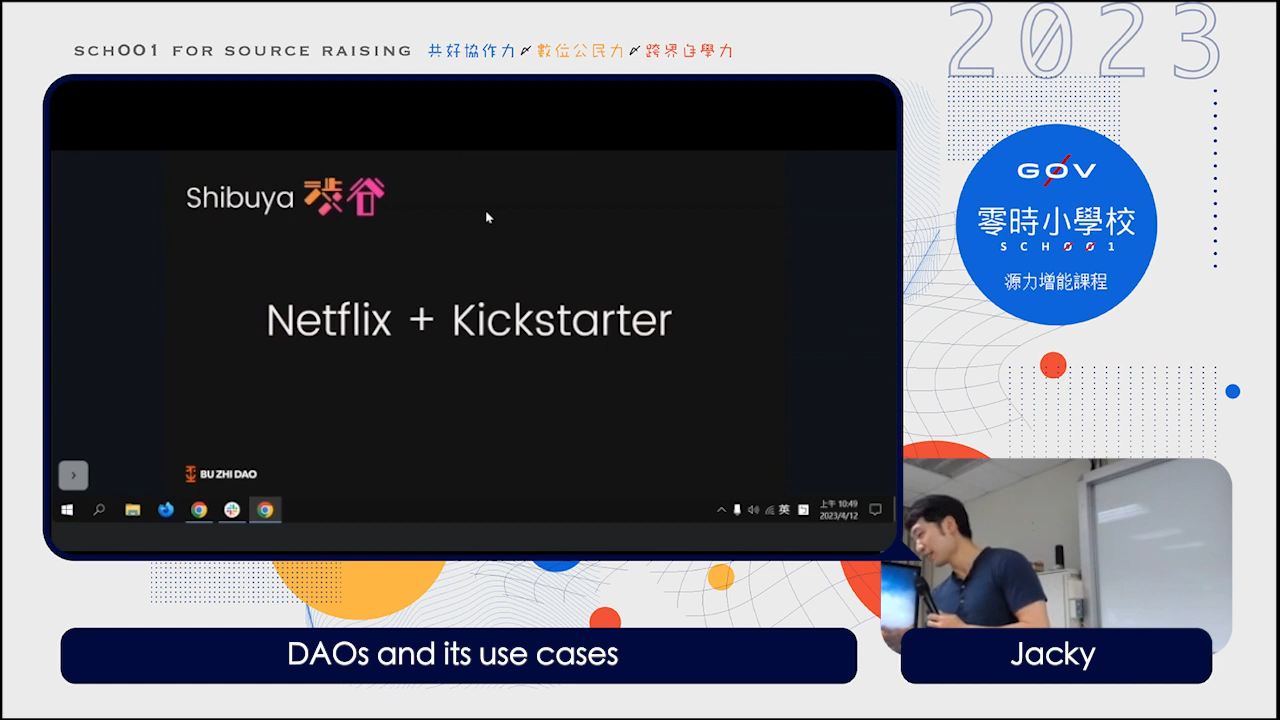 SCH001 FOR SOURCE RAISING 共好協作力 數位公民力 跨界自學力
2023
G0V
零時小學校
SCH001
源力增能課程
Shibuya 渋谷
Netflix + Kickstarter
BU ZHI DAO
英
上午 10:49
2023/4/12
DAOs and its use cases
Jacky